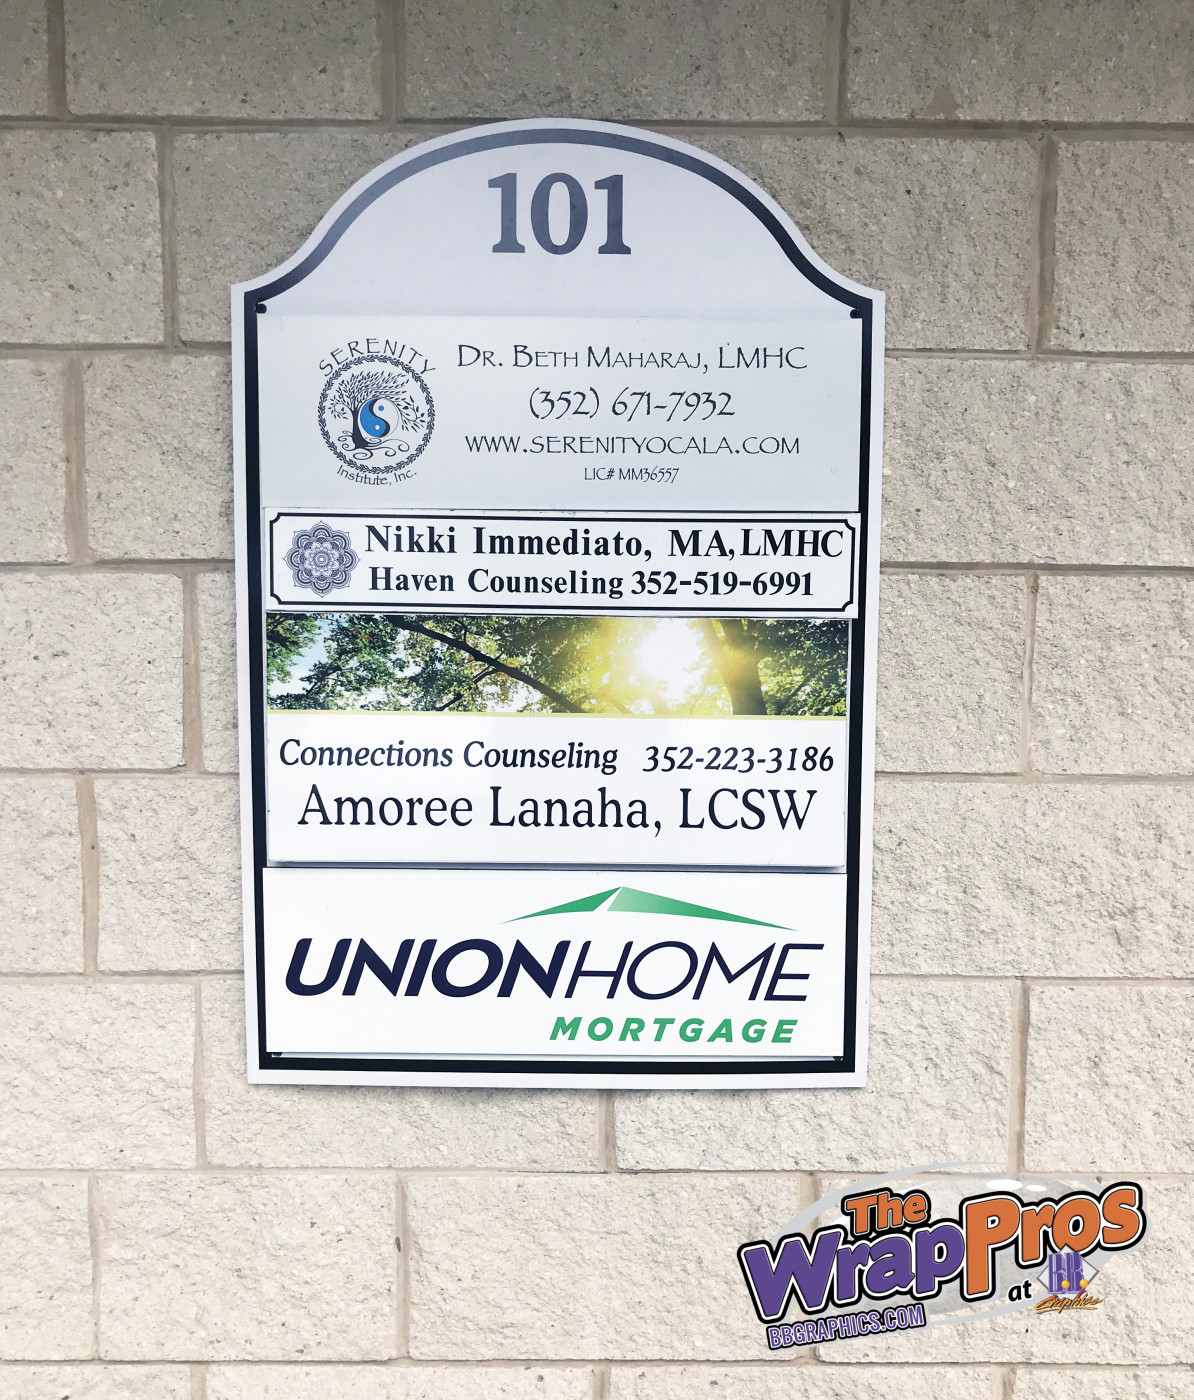 101
SERENITY
Institute, Inc.
Dr. Beth Maharaj, LMHC
(352) 671-7932
www.serenityocala.com
LIC# MM36557
Nikki Immediato, MA, LMHC
Haven Counseling 352-519-6991
Connections Counseling 352-223-3186
Amoree Lanaha, LCSW
UNIONHOME
MORTGAGE
The
WrapPros
at B.B. Graphics
BBGRAPHICS.COM